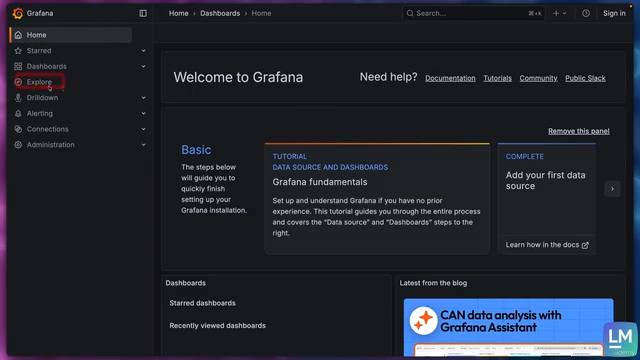 Grafana
Home > Dashboards > Home
Search...
⌘+k
Sign in
Home
Starred
Dashboards
Explore
Drilldown
Alerting
Connections
Administration
Welcome to Grafana
Need help?
Documentation
Tutorials
Community
Public Slack
Remove this panel
Basic
The steps below
will guide you to
quickly finish
setting up your
Grafana installation.
TUTORIAL
DATA SOURCE AND DASHBOARDS
Grafana fundamentals
Set up and understand Grafana if you have no prior
experience. This tutorial guides you through the entire process
and covers the “Data source” and “Dashboards” steps to the
right.
COMPLETE
Add your first data
source
Learn how in the docs
Dashboards
Starred dashboards
Recently viewed dashboards
Latest from the blog
CAN data analysis with
Grafana Assistant
LM
udemy